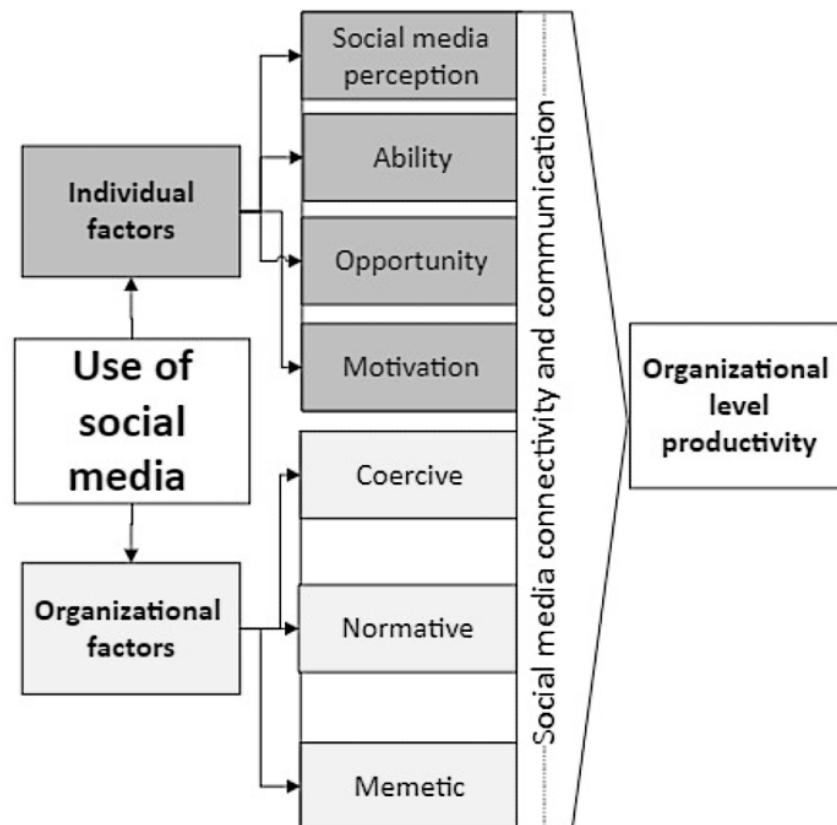 Social media
perception
Ability
Individual
factors
Opportunity
Motivation
Use of
social
media
Coercive
Organizational
factors
Normative
Memetic
Social media connectivity and communication
Organizational
level
productivity